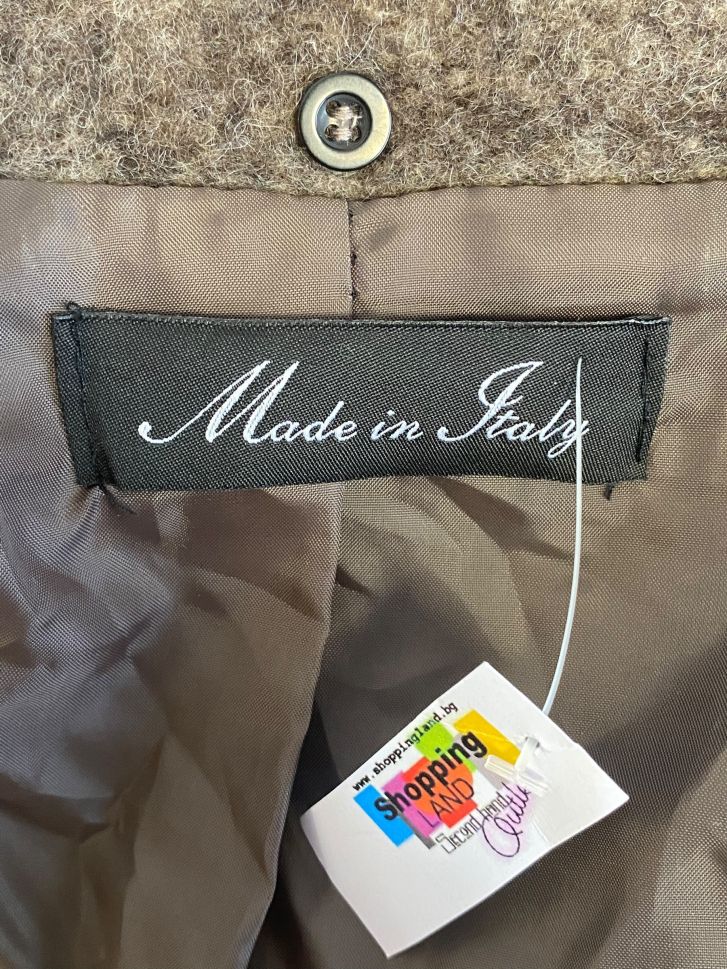 Made in Italy
www.shoppingland.bg
Shopping
LAND
Second hand